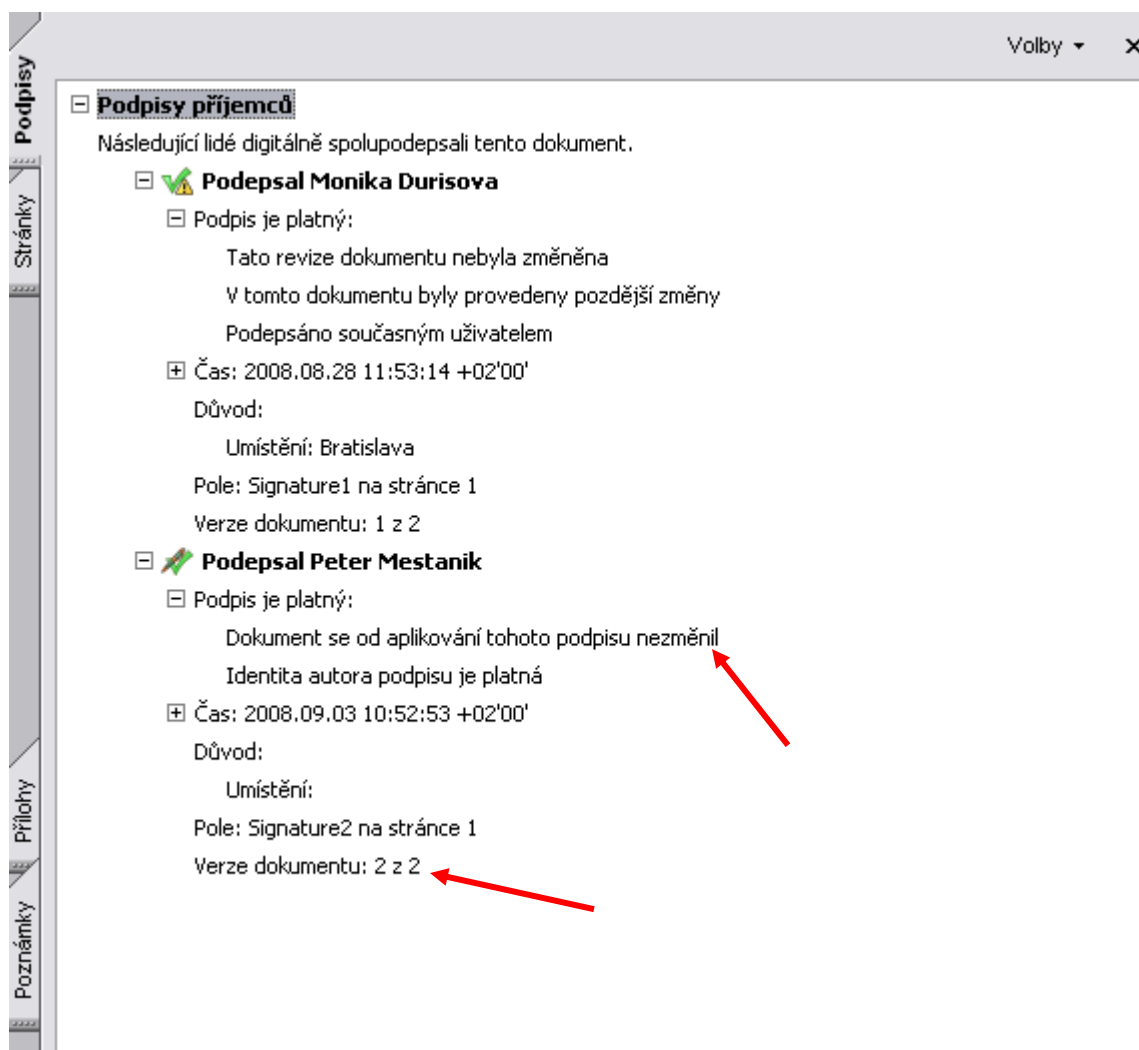 Volby
Podpisy
Stránky
Přílohy
Poznámky
Podpisy příjemců
Následující lidé digitálně spolupodepsali tento dokument.
Podepsal Monika Durisova
Podpis je platný:
Tato revize dokumentu nebyla změněna
V tomto dokumentu byly provedeny pozdější změny
Podepsáno současným uživatelem
Čas: 2008.08.28 11:53:14 +02'00'
Důvod:
Umístění: Bratislava
Pole: Signature1 na stránce 1
Verze dokumentu: 1 z 2
Podepsal Peter Mestanik
Podpis je platný:
Dokument se od aplikování tohoto podpisu nezměnil
Identita autora podpisu je platná
Čas: 2008.09.03 10:52:53 +02'00'
Důvod:
Umístění:
Pole: Signature2 na stránce 1
Verze dokumentu: 2 z 2